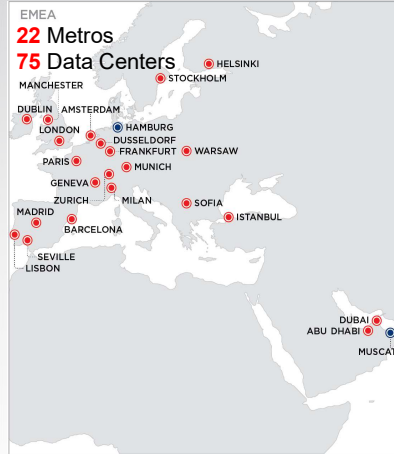 EMEA
22 Metros
75 Data Centers
HELSINKI
STOCKHOLM
MANCHESTER
DUBLIN
AMSTERDAM
HAMBURG
LONDON
DUSSELDORF
FRANKFURT
WARSAW
PARIS
MUNICH
GENEVA
ZURICH
MILAN
SOFIA
MADRID
ISTANBUL
BARCELONA
SEVILLE
LISBON
DUBAI
ABU DHABI
MUSCAT